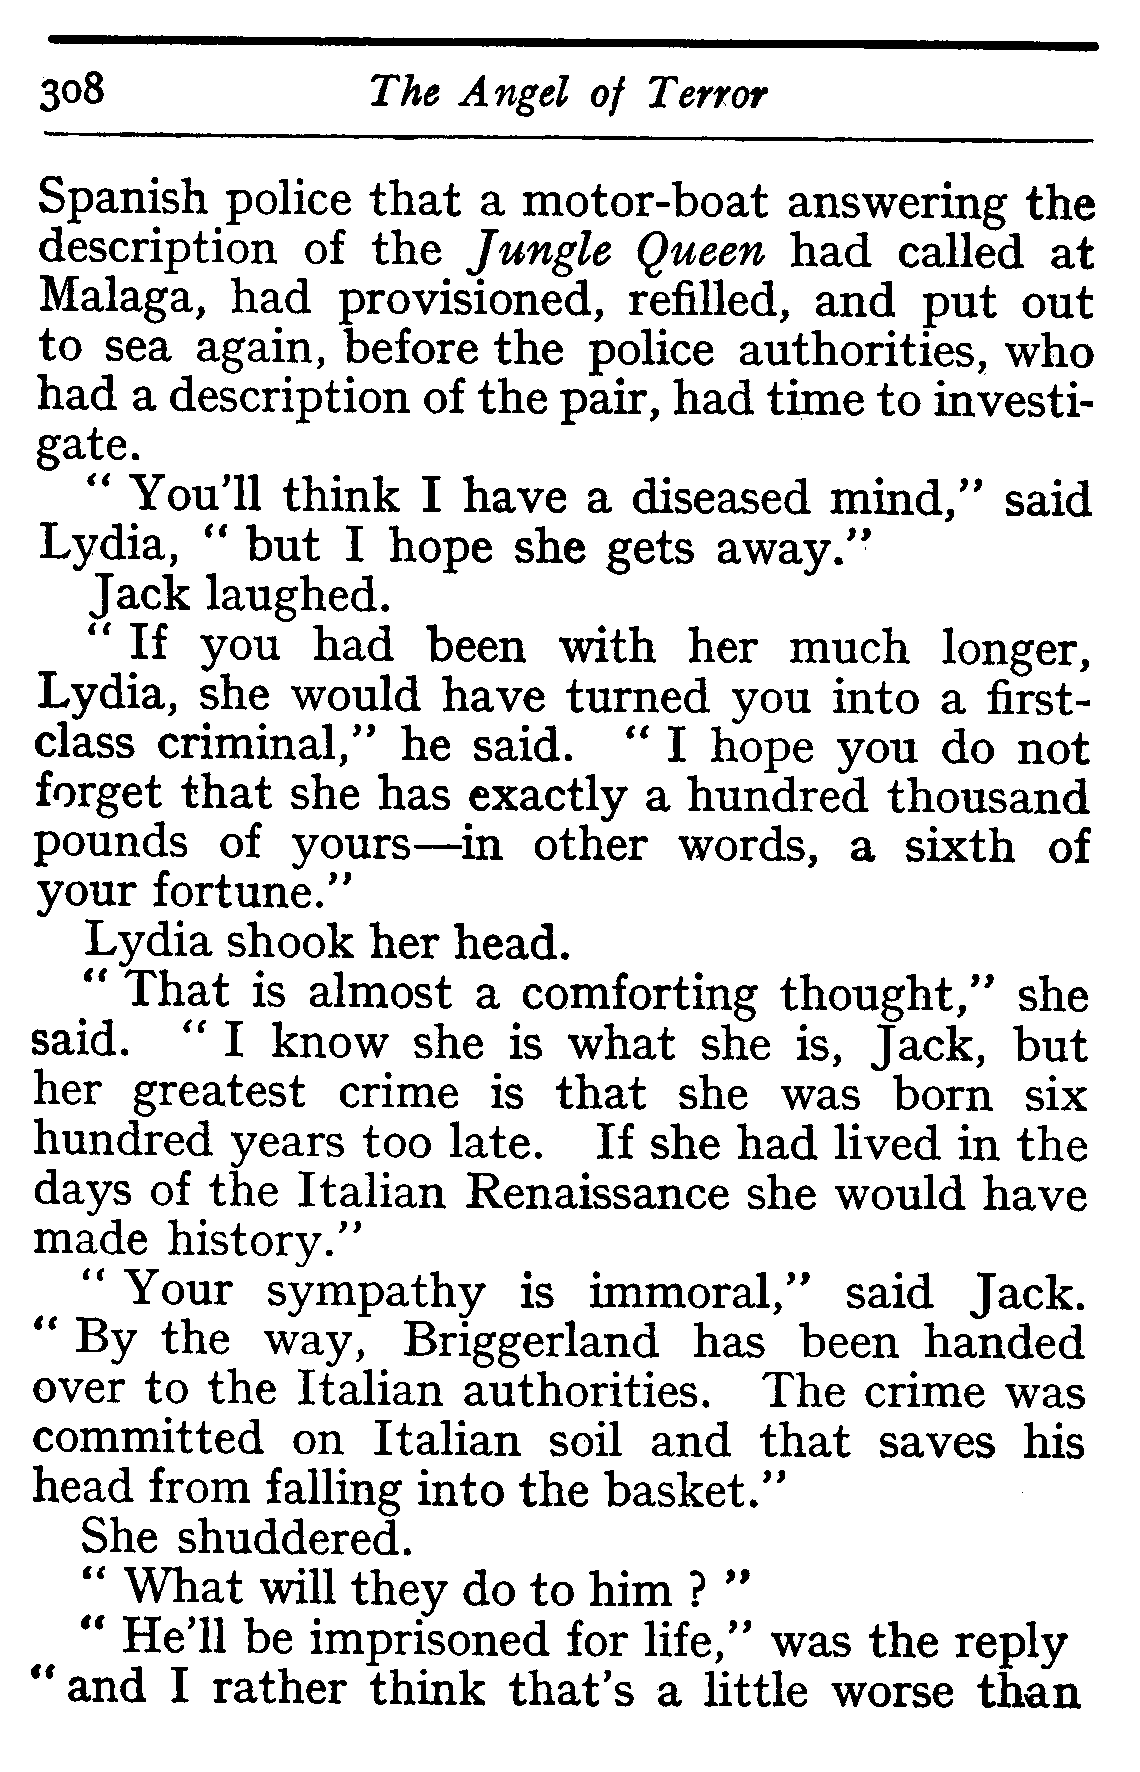 308 The Angel of Terror
Spanish police that a motor-boat answering the
description of the Jungle Queen had called at
Malaga, had provisioned, refilled, and put out
to sea again, before the police authorities, who
had a description of the pair, had time to investi-
gate.
" You'll think I have a diseased mind," said
Lydia, " but I hope she gets away."
Jack laughed.
" If you had been with her much longer,
Lydia, she would have turned you into a first-
class criminal," he said. " I hope you do not
forget that she has exactly a hundred thousand
pounds of yours—in other words, a sixth of
your fortune."
Lydia shook her head.
" That is almost a comforting thought," she
said. " I know she is what she is, Jack, but
her greatest crime is that she was born six
hundred years too late. If she had lived in the
days of the Italian Renaissance she would have
made history."
" Your sympathy is immoral," said Jack.
" By the way, Briggerland has been handed
over to the Italian authorities. The crime was
committed on Italian soil and that saves his
head from falling into the basket."
She shuddered.
" What will they do to him ? "
" He'll be imprisoned for life," was the reply
" and I rather think that's a little worse than